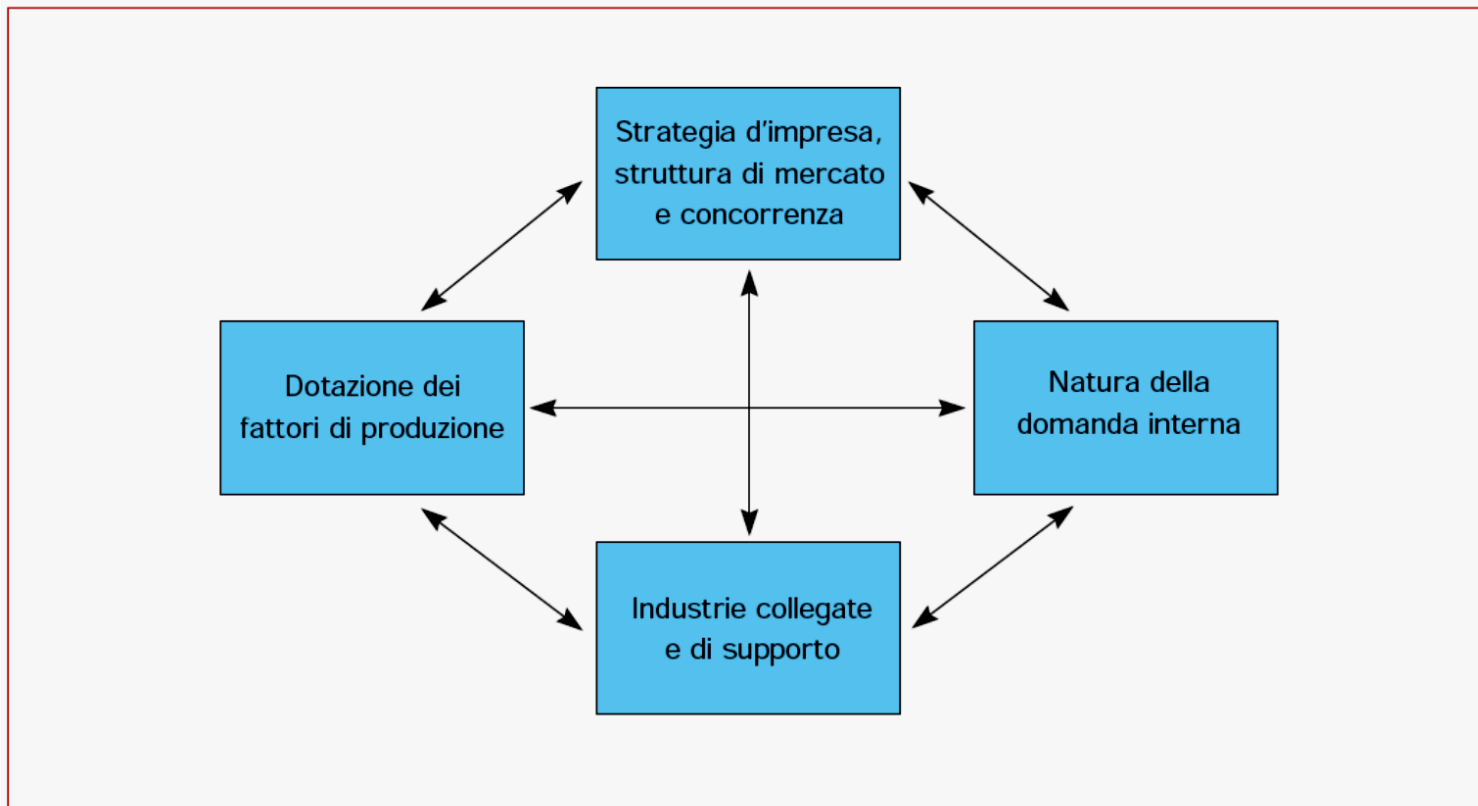 Strategia d'impresa,
struttura di mercato
e concorrenza
Dotazione dei
fattori di produzione
Natura della
domanda interna
Industrie collegate
e di supporto